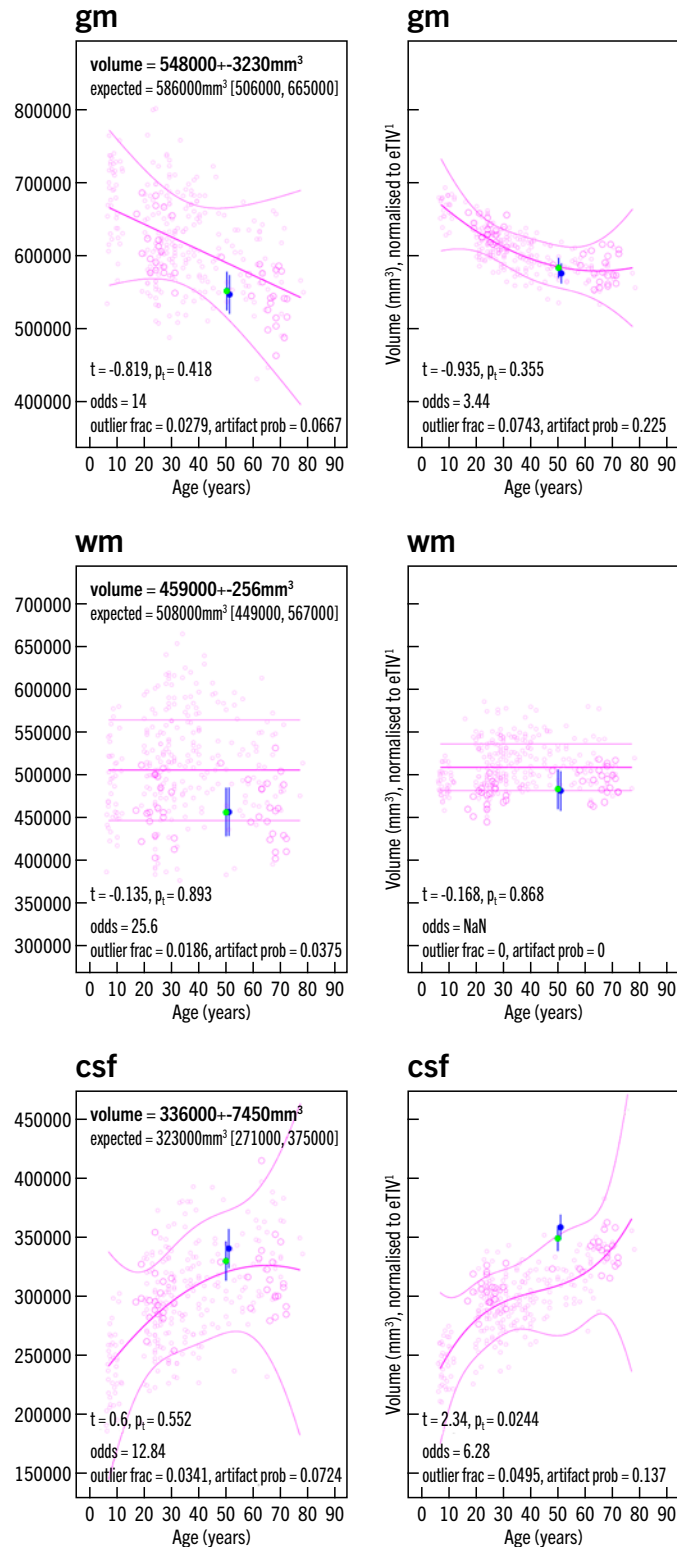 gm
volume = 548000+-3230mm³
expected = 586000mm³ [506000, 665000]
800000
700000
600000
500000
400000
t = -0.819, pₜ = 0.418
odds = 14
outlier frac = 0.0279, artifact prob = 0.0667
0 10 20 30 40 50 60 70 80 90
Age (years)
gm
Volume (mm³), normalised to eTIV¹
t = -0.935, pₜ = 0.355
odds = 3.44
outlier frac = 0.0743, artifact prob = 0.225
0 10 20 30 40 50 60 70 80 90
Age (years)
wm
volume = 459000+-256mm³
expected = 508000mm³ [449000, 567000]
700000
650000
600000
550000
500000
450000
400000
350000
300000
t = -0.135, pₜ = 0.893
odds = 25.6
outlier frac = 0.0186, artifact prob = 0.0375
0 10 20 30 40 50 60 70 80 90
Age (years)
wm
Volume (mm³), normalised to eTIV¹
t = -0.168, pₜ = 0.868
odds = NaN
outlier frac = 0, artifact prob = 0
0 10 20 30 40 50 60 70 80 90
Age (years)
csf
volume = 336000+-7450mm³
expected = 323000mm³ [271000, 375000]
450000
400000
350000
300000
250000
200000
150000
t = 0.6, pₜ = 0.552
odds = 12.84
outlier frac = 0.0341, artifact prob = 0.0724
0 10 20 30 40 50 60 70 80 90
Age (years)
csf
Volume (mm³), normalised to eTIV¹
t = 2.34, pₜ = 0.0244
odds = 6.28
outlier frac = 0.0495, artifact prob = 0.137
0 10 20 30 40 50 60 70 80 90
Age (years)